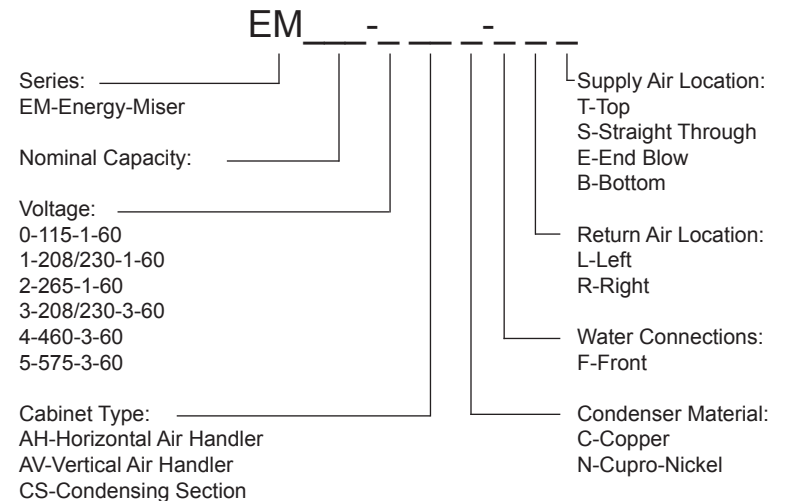 EM___-_ __ _-_ _ _
Series:
EM-Energy-Miser
Nominal Capacity:
Voltage:
0-115-1-60
1-208/230-1-60
2-265-1-60
3-208/230-3-60
4-460-3-60
5-575-3-60
Cabinet Type:
AH-Horizontal Air Handler
AV-Vertical Air Handler
CS-Condensing Section
Supply Air Location:
T-Top
S-Straight Through
E-End Blow
B-Bottom
Return Air Location:
L-Left
R-Right
Water Connections:
F-Front
Condenser Material:
C-Copper
N-Cupro-Nickel